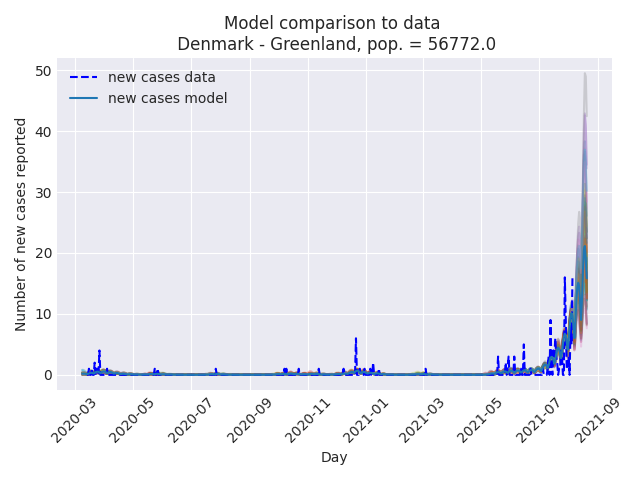 Model comparison to data
Denmark - Greenland, pop. = 56772.0
new cases data
new cases model
Number of new cases reported
50
40
30
20
10
0
2020-03
2020-05
2020-07
2020-09
2020-11
2021-01
2021-03
2021-05
2021-07
2021-09
Day